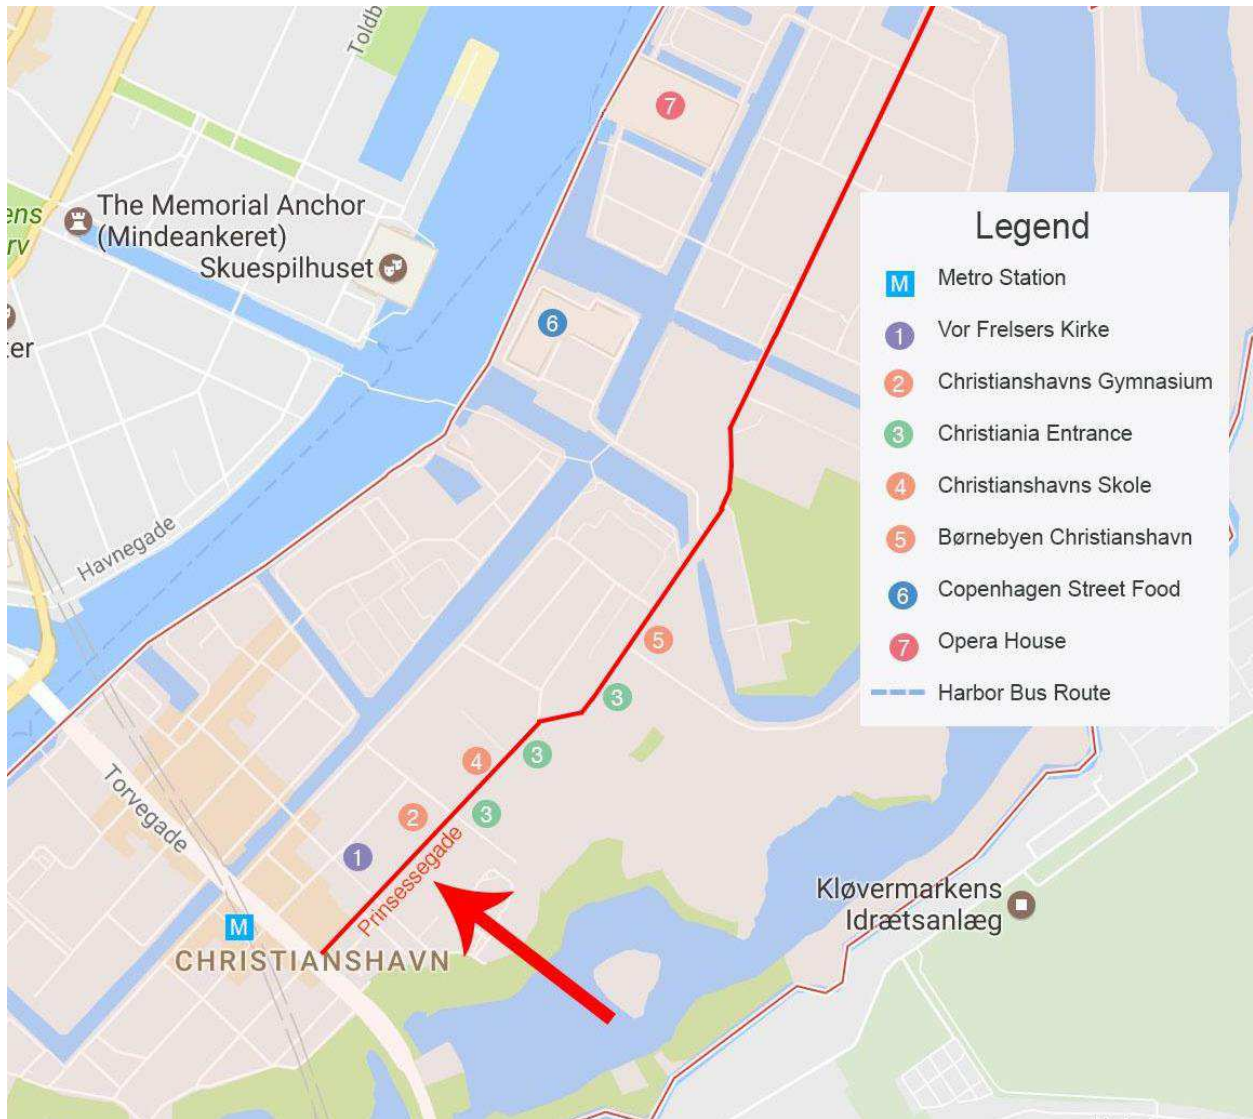 Toldb
The Memorial Anchor
(Mindeankeret)
Skuespilhuset
ens
rv
ter
Havnegade
Torvegade
Prinsessegade
CHRISTIANSHAVN
Kløvermarkens
Idrætsanlæg
7
6
5
3
4
3
2
3
1
M
Legend
M Metro Station
1 Vor Frelsers Kirke
2 Christianshavns Gymnasium
3 Christiania Entrance
4 Christianshavns Skole
5 Børnebyen Christianshavn
6 Copenhagen Street Food
7 Opera House
Harbor Bus Route